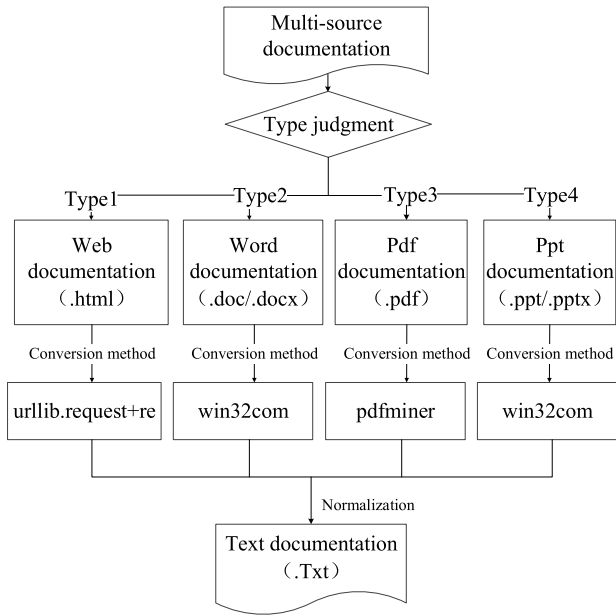 Multi-source
documentation
Type judgment
Type1
Type2
Type3
Type4
Web
documentation
（.html）
Word
documentation
（.doc/.docx）
Pdf
documentation
（.pdf）
Ppt
documentation
（.ppt/.pptx）
Conversion method
Conversion method
Conversion method
Conversion method
urllib.request+re
win32com
pdfminer
win32com
Normalization
Text documentation
（.Txt）